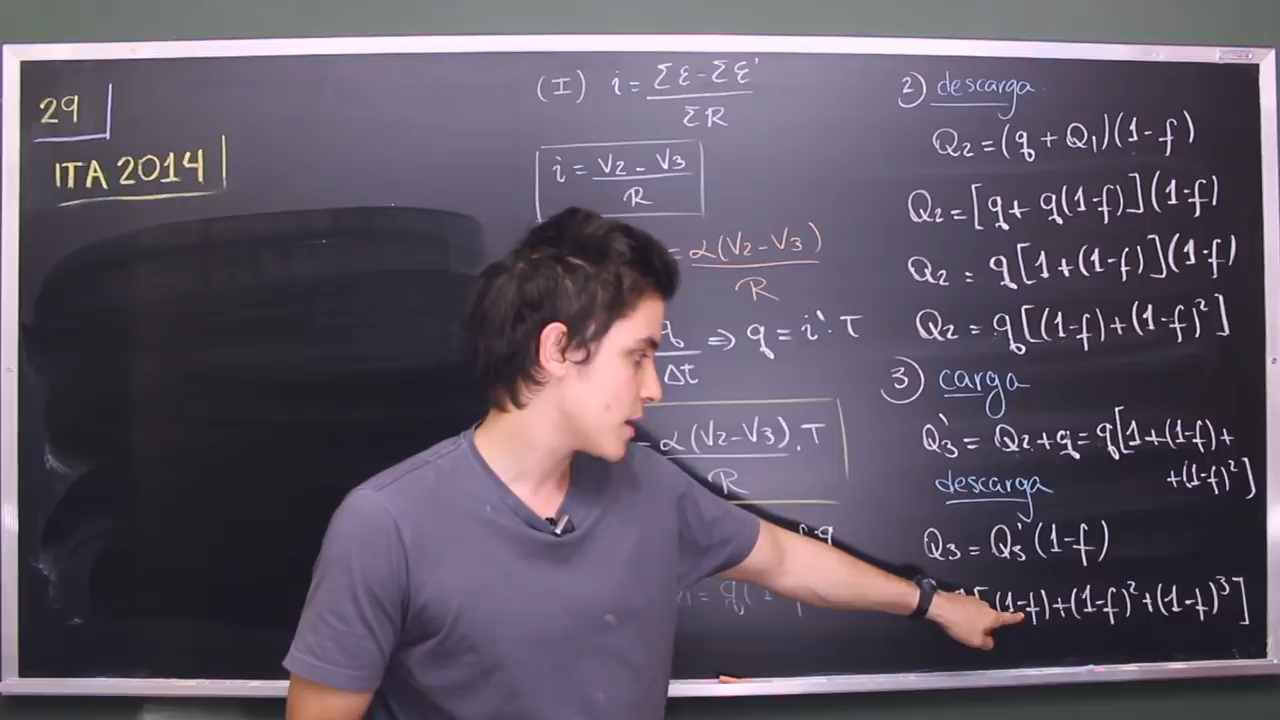 29
ITA 2014
(I) i = Σε - Σε' / ΣR
i = V2 - V3 / R
= α(V2 - V3) / R
q / Δt ⇒ q = i'. T
α(V2 - V3) . T / R
f.q
= q(1-f
2) descarga
Q2 = (q + Q1)(1-f)
Q2 = [q + q(1-f)](1-f)
Q2 = q[1+(1-f)](1-f)
Q2 = q[(1-f)+(1-f)²]
3) carga
Q3' = Q2 + q = q[1+(1-f)+
+(1-f)²]
descarga
Q3 = Q3'(1-f)
[(1-f)+(1-f)²+(1-f)³]